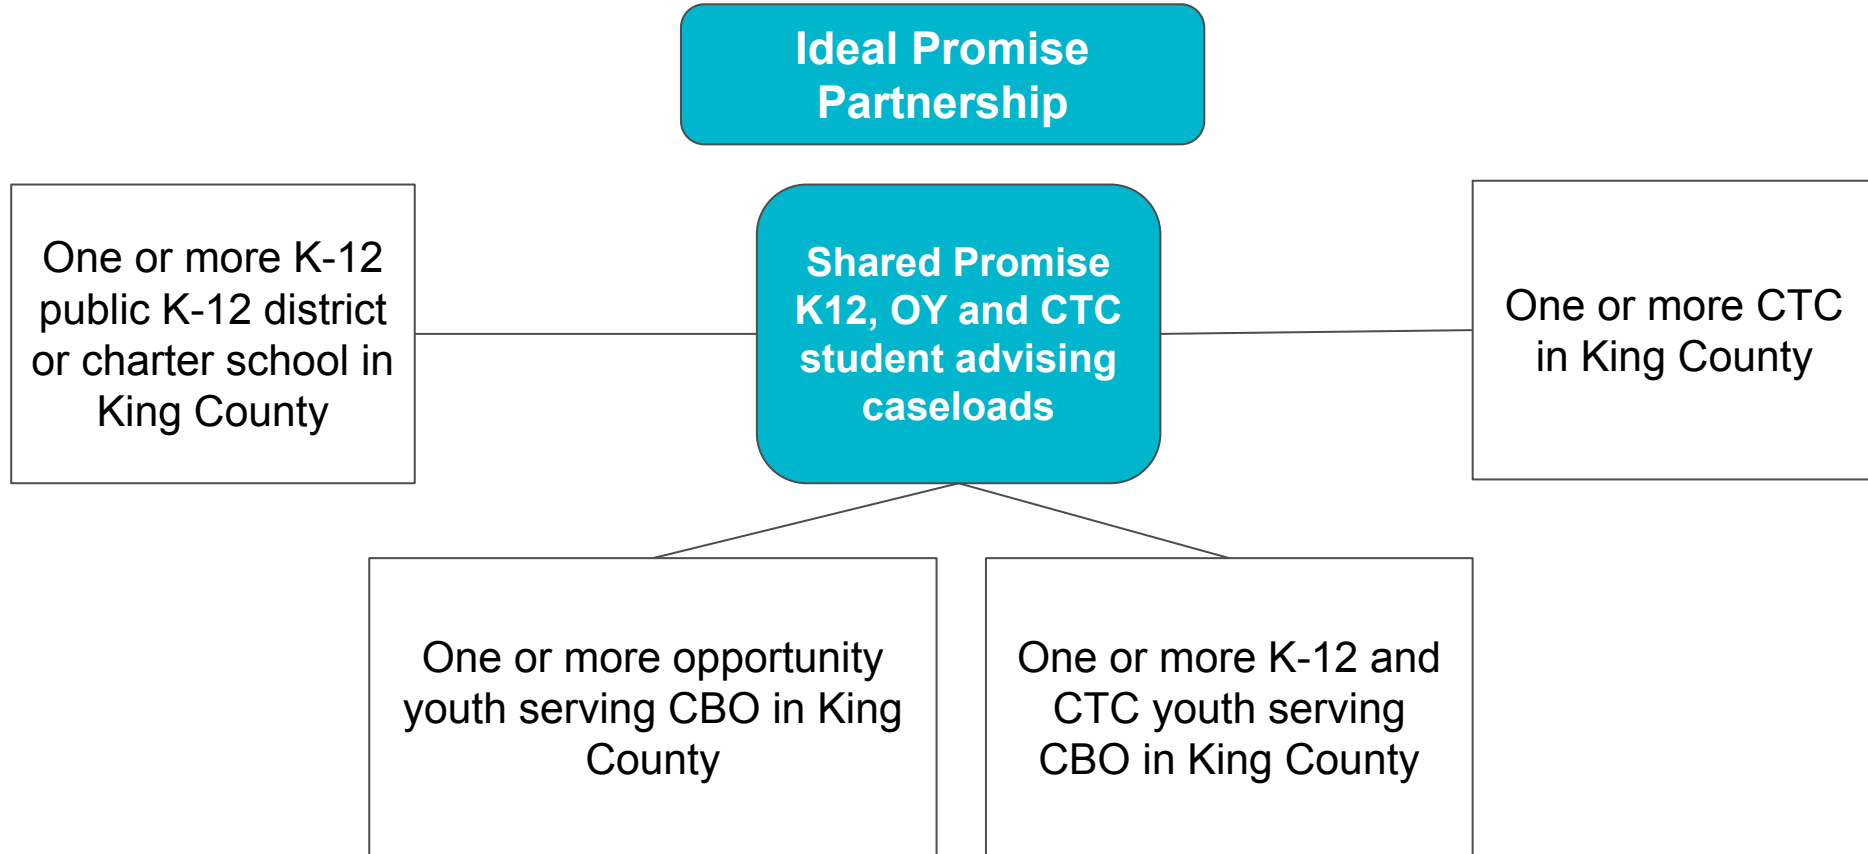 Ideal Promise
Partnership
One or more K-12
public K-12 district
or charter school in
King County
Shared Promise
K12, OY and CTC
student advising
caseloads
One or more CTC
in King County
One or more opportunity
youth serving CBO in King
County
One or more K-12 and
CTC youth serving
CBO in King County